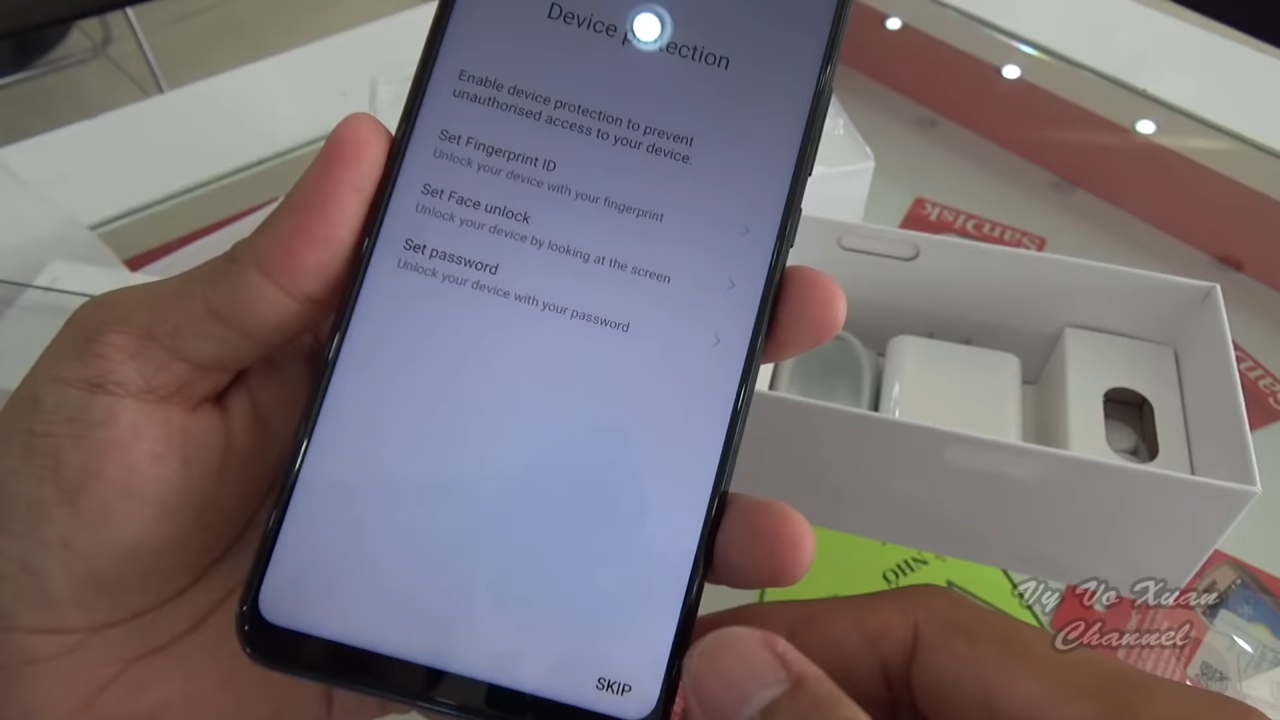 Device protection
Enable device protection to prevent
unauthorised access to your device.
Set Fingerprint ID
Unlock your device with your fingerprint
Set Face unlock
Unlock your device by looking at the screen
Set password
Unlock your device with your password
SKIP
SanDisk
SanDisk
NHO
Vy Vo Xuan
Channel